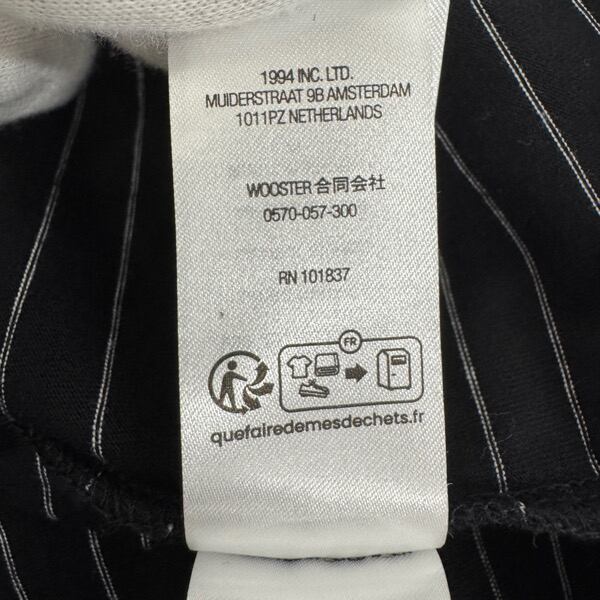 1994 INC. LTD.
MUIDERSTRAAT 9B AMSTERDAM
1011PZ NETHERLANDS
WOOSTER 合同会社
0570-057-300
RN 101837
FR
quefairedemesdechets.fr